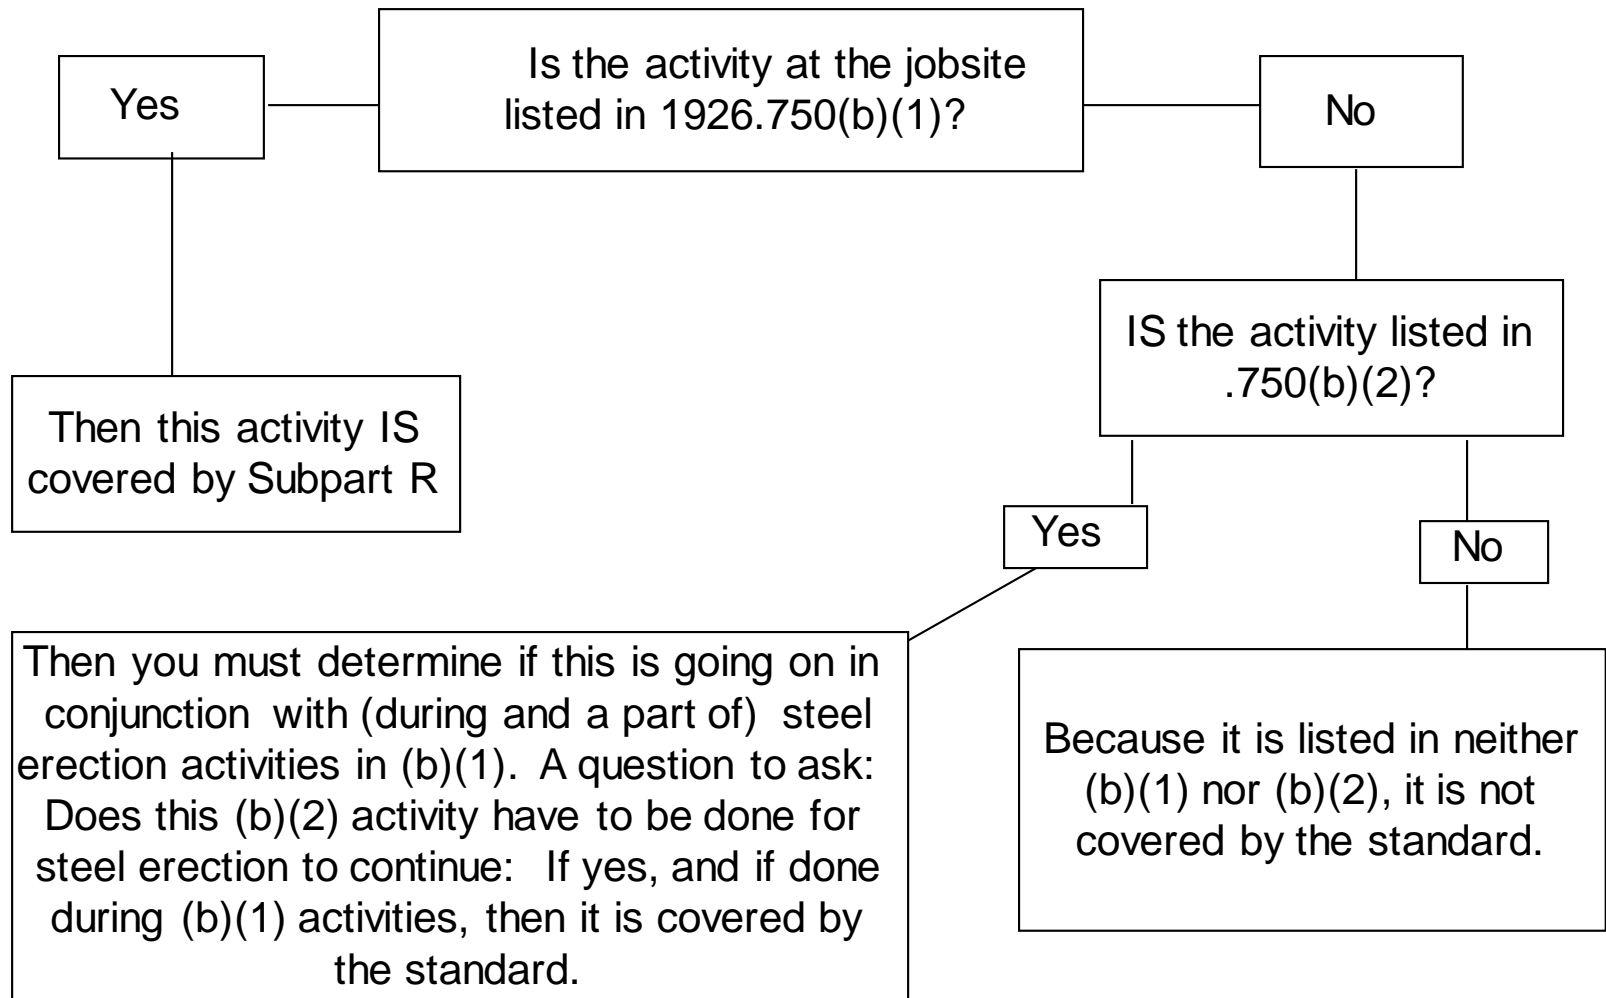 Is the activity at the jobsite
listed in 1926.750(b)(1)?
Yes
No
Then this activity IS
covered by Subpart R
IS the activity listed in
.750(b)(2)?
Yes
No
Then you must determine if this is going on in
conjunction with (during and a part of) steel
erection activities in (b)(1). A question to ask:
Does this (b)(2) activity have to be done for
steel erection to continue: If yes, and if done
during (b)(1) activities, then it is covered by
the standard.
Because it is listed in neither
(b)(1) nor (b)(2), it is not
covered by the standard.